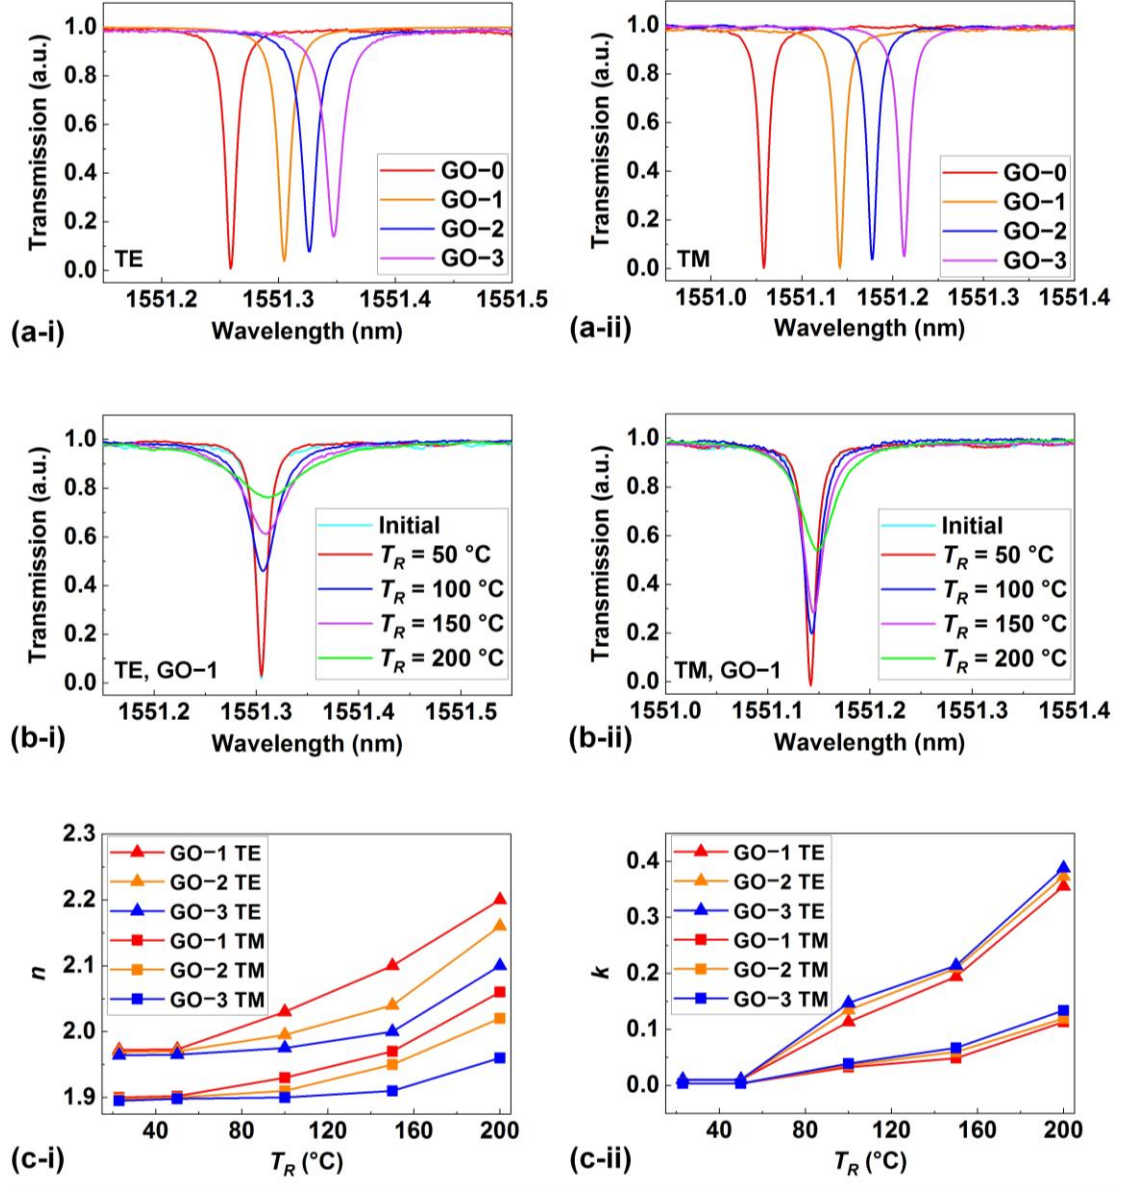 1.0
0.8
0.6
0.4
0.2
0.0
Transmission (a.u.)
GO−0
GO−1
GO−2
GO−3
TE
1551.2 1551.3 1551.4 1551.5
Wavelength (nm)
(a-i)
1.0
0.8
0.6
0.4
0.2
0.0
Transmission (a.u.)
GO−0
GO−1
GO−2
GO−3
TM
1551.0 1551.1 1551.2 1551.3 1551.4
Wavelength (nm)
(a-ii)
1.0
0.8
0.6
0.4
0.2
0.0
Transmission (a.u.)
Initial
T_R = 50 °C
T_R = 100 °C
T_R = 150 °C
T_R = 200 °C
TE, GO−1
1551.2 1551.3 1551.4 1551.5
Wavelength (nm)
(b-i)
1.0
0.8
0.6
0.4
0.2
0.0
Transmission (a.u.)
Initial
T_R = 50 °C
T_R = 100 °C
T_R = 150 °C
T_R = 200 °C
TM, GO−1
1551.0 1551.1 1551.2 1551.3 1551.4
Wavelength (nm)
(b-ii)
2.3
2.2
2.1
2.0
1.9
n
GO−1 TE
GO−2 TE
GO−3 TE
GO−1 TM
GO−2 TM
GO−3 TM
40 80 120 160 200
T_R (°C)
(c-i)
0.4
0.3
0.2
0.1
0.0
k
GO−1 TE
GO−2 TE
GO−3 TE
GO−1 TM
GO−2 TM
GO−3 TM
40 80 120 160 200
T_R (°C)
(c-ii)